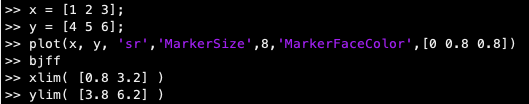 >> x = [1 2 3];
>> y = [4 5 6];
>> plot(x, y, 'sr','MarkerSize',8,'MarkerFaceColor',[0 0.8 0.8])
>> bjff
>> xlim( [0.8 3.2] )
>> ylim( [3.8 6.2] )